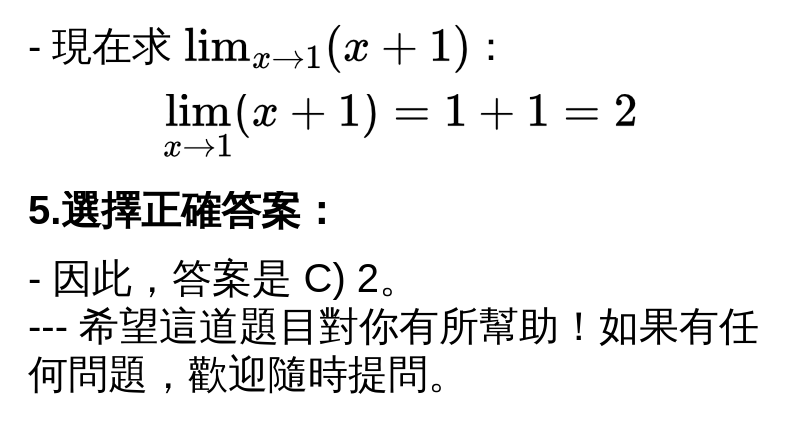 - 現在求 lim_{x→1}(x + 1)：
lim_{x→1}(x + 1) = 1 + 1 = 2
5.選擇正確答案：
- 因此，答案是 C) 2。
--- 希望這道題目對你有所幫助！如果有任
何問題，歡迎隨時提問。